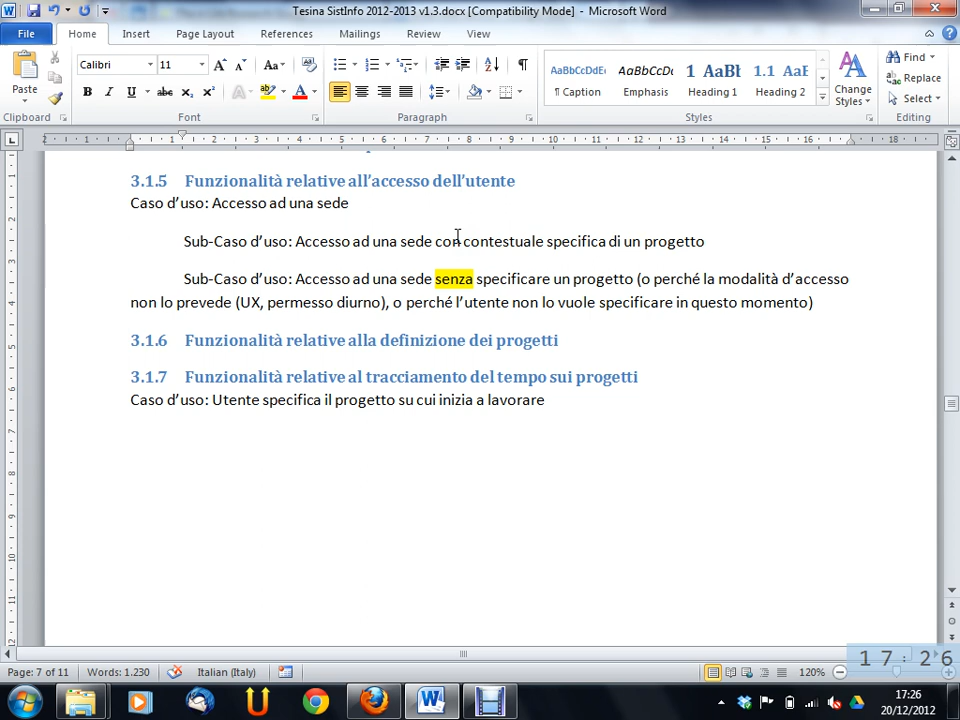 Tesina SistInfo 2012-2013 v1.3.docx [Compatibility Mode] - Microsoft Word
File Home Insert Page Layout References Mailings Review View
Paste
Calibri 11
Clipboard Font Paragraph Styles Editing
AaBbCcDdE AaBbCcDc 1 AaBb 1.1 AaE
¶ Caption Emphasis Heading 1 Heading 2
Change Styles
Find
Replace
Select
3.1.5 Funzionalità relative all'accesso dell'utente
Caso d'uso: Accesso ad una sede
Sub-Caso d'uso: Accesso ad una sede con contestuale specifica di un progetto
Sub-Caso d'uso: Accesso ad una sede senza specificare un progetto (o perché la modalità d'accesso
non lo prevede (UX, permesso diurno), o perché l'utente non lo vuole specificare in questo momento)
3.1.6 Funzionalità relative alla definizione dei progetti
3.1.7 Funzionalità relative al tracciamento del tempo sui progetti
Caso d'uso: Utente specifica il progetto su cui inizia a lavorare
Page: 7 of 11 Words: 1.230 Italian (Italy) 120%
17:26
17:26
20/12/2012